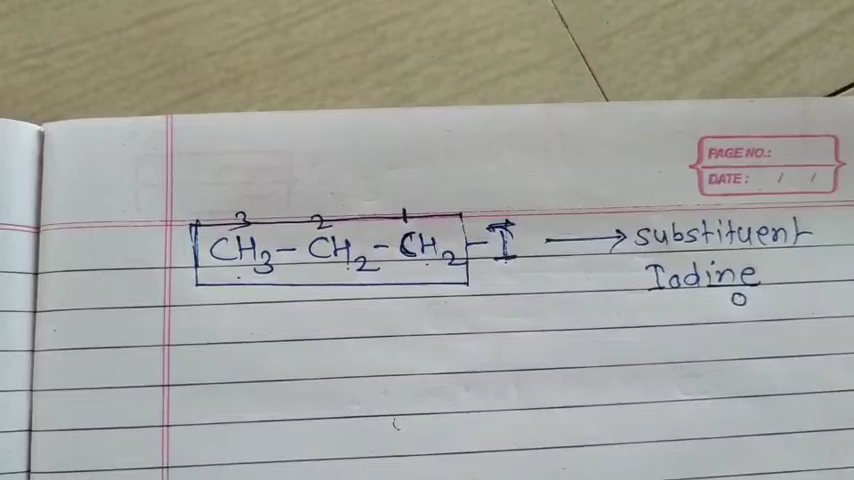 PAGE NO.:
DATE: / /
3 2 1
CH3 - CH2 - CH2 - I → substituent
Iodine
o